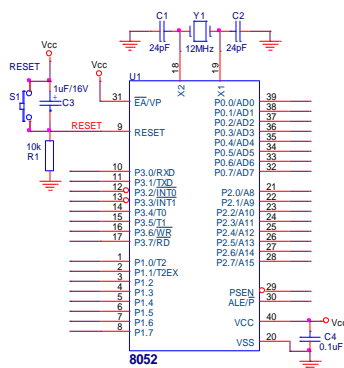 C1 Y1 C2
24pF 12MHz 24pF
Vcc
RESET
Vcc
S1
1uF/16V
+
C3
RESET
10k
R1
U1
18 19
X2 X1
31 EA/VP
9 RESET
10 P3.0/RXD
11 P3.1/TXD
12 P3.2/INT0
13 P3.3/INT1
14 P3.4/T0
15 P3.5/T1
16 P3.6/WR
17 P3.7/RD
1 P1.0/T2
2 P1.1/T2EX
3 P1.2
4 P1.3
5 P1.4
6 P1.5
7 P1.6
8 P1.7
P0.0/AD0 39
P0.1/AD1 38
P0.2/AD2 37
P0.3/AD3 36
P0.4/AD4 35
P0.5/AD5 34
P0.6/AD6 33
P0.7/AD7 32
P2.0/A8 21
P2.1/A9 22
P2.2/A10 23
P2.3/A11 24
P2.4/A12 25
P2.5/A13 26
P2.6/A14 27
P2.7/A15 28
PSEN 29
ALE/P 30
VCC 40
VSS 20
Vcc
C4
0.1uF
8052